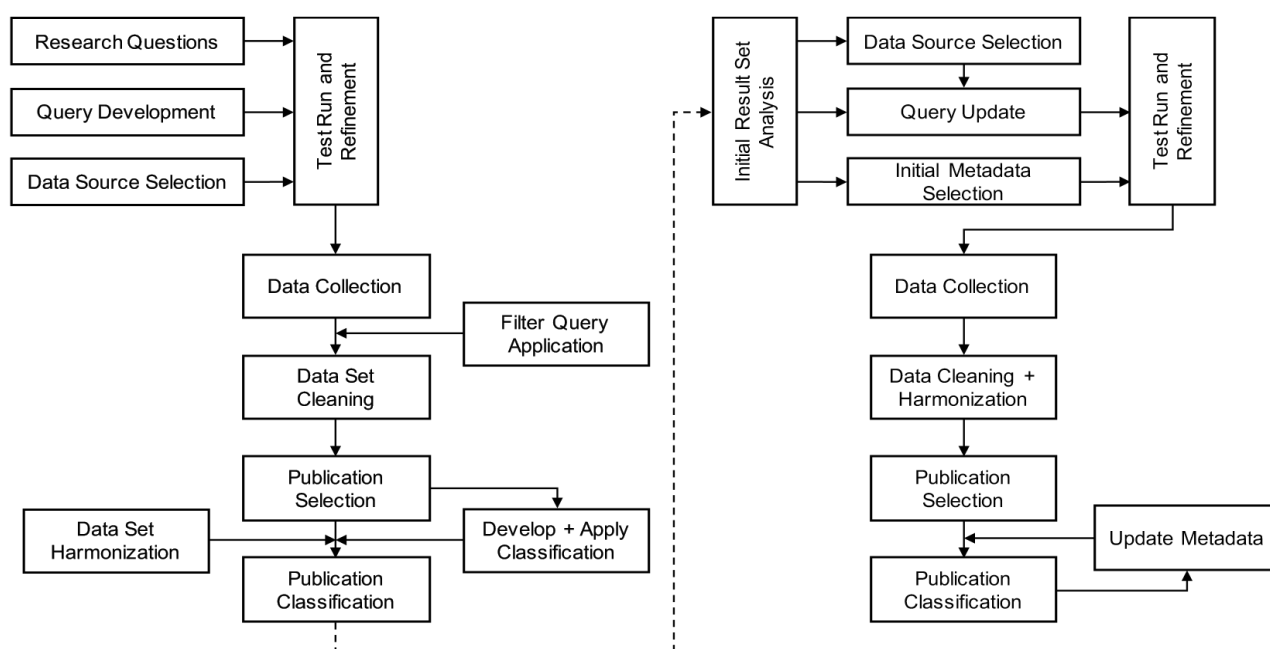 Research Questions
Query Development
Data Source Selection
Test Run and
Refinement
Data Collection
Filter Query
Application
Data Set
Cleaning
Publication
Selection
Data Set
Harmonization
Develop + Apply
Classification
Publication
Classification
Initial Result Set
Analysis
Data Source Selection
Query Update
Initial Metadata
Selection
Test Run and
Refinement
Data Collection
Data Cleaning +
Harmonization
Publication
Selection
Update Metadata
Publication
Classification